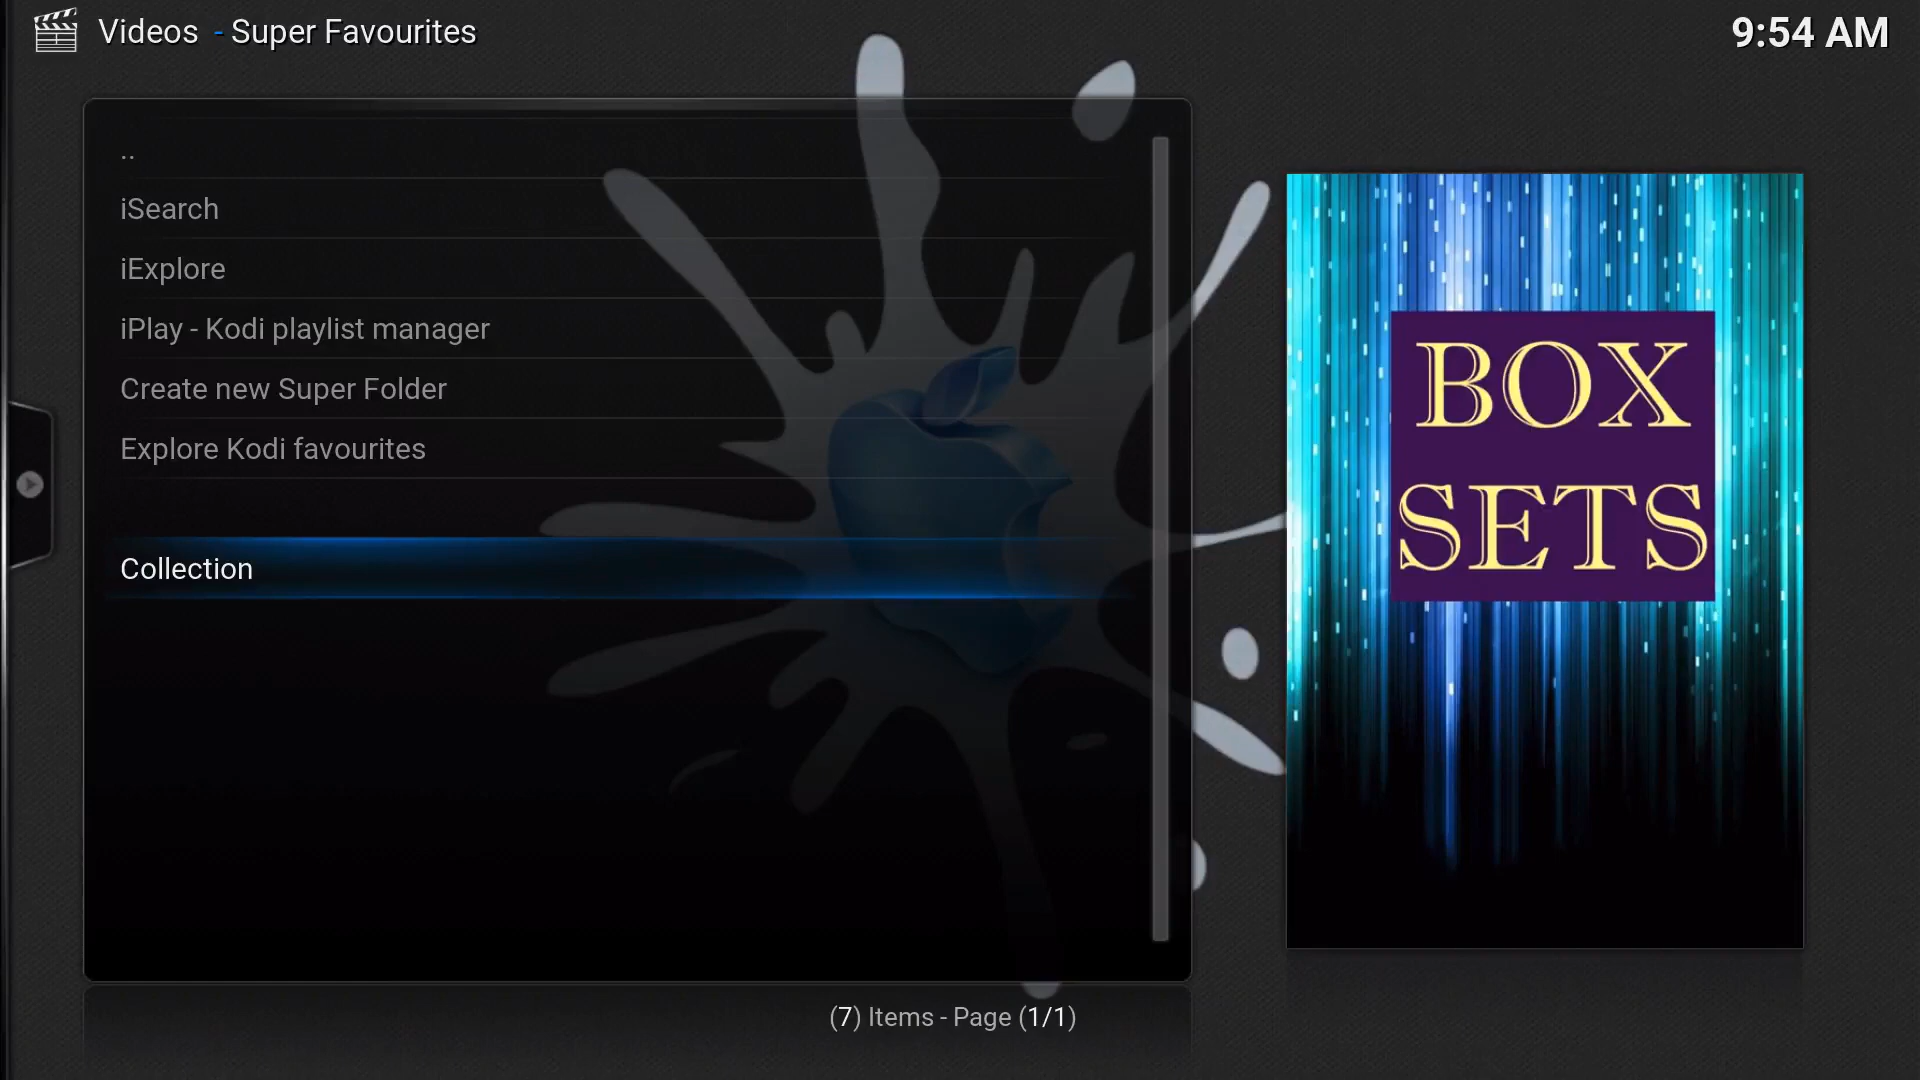 Videos - Super Favourites
9:54 AM
..
iSearch
iExplore
iPlay - Kodi playlist manager
Create new Super Folder
Explore Kodi favourites
Collection
BOX
SETS
(7) Items - Page (1/1)